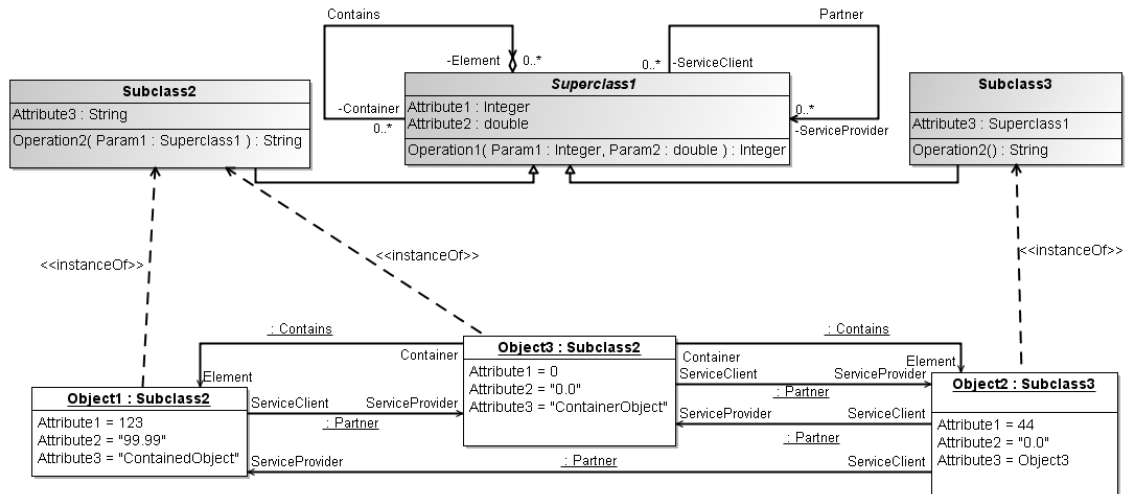 Contains
Partner
-Element
0..*
0..*
-ServiceClient
Superclass1
Attribute1 : Integer
Attribute2 : double
Operation1( Param1 : Integer, Param2 : double ) : Integer
-Container
0..*
0..*
-ServiceProvider
Subclass2
Attribute3 : String
Operation2( Param1 : Superclass1 ) : String
Subclass3
Attribute3 : Superclass1
Operation2() : String
<<instanceOf>>
<<instanceOf>>
<<instanceOf>>
: Contains
: Contains
Container
Container
Element
Element
Object3 : Subclass2
Attribute1 = 0
Attribute2 = "0.0"
Attribute3 = "ContainerObject"
ServiceClient
ServiceProvider
: Partner
Object1 : Subclass2
Attribute1 = 123
Attribute2 = "99.99"
Attribute3 = "ContainedObject"
ServiceClient
ServiceProvider
: Partner
Object2 : Subclass3
Attribute1 = 44
Attribute2 = "0.0"
Attribute3 = Object3
ServiceProvider
ServiceClient
: Partner
ServiceProvider
: Partner
ServiceClient